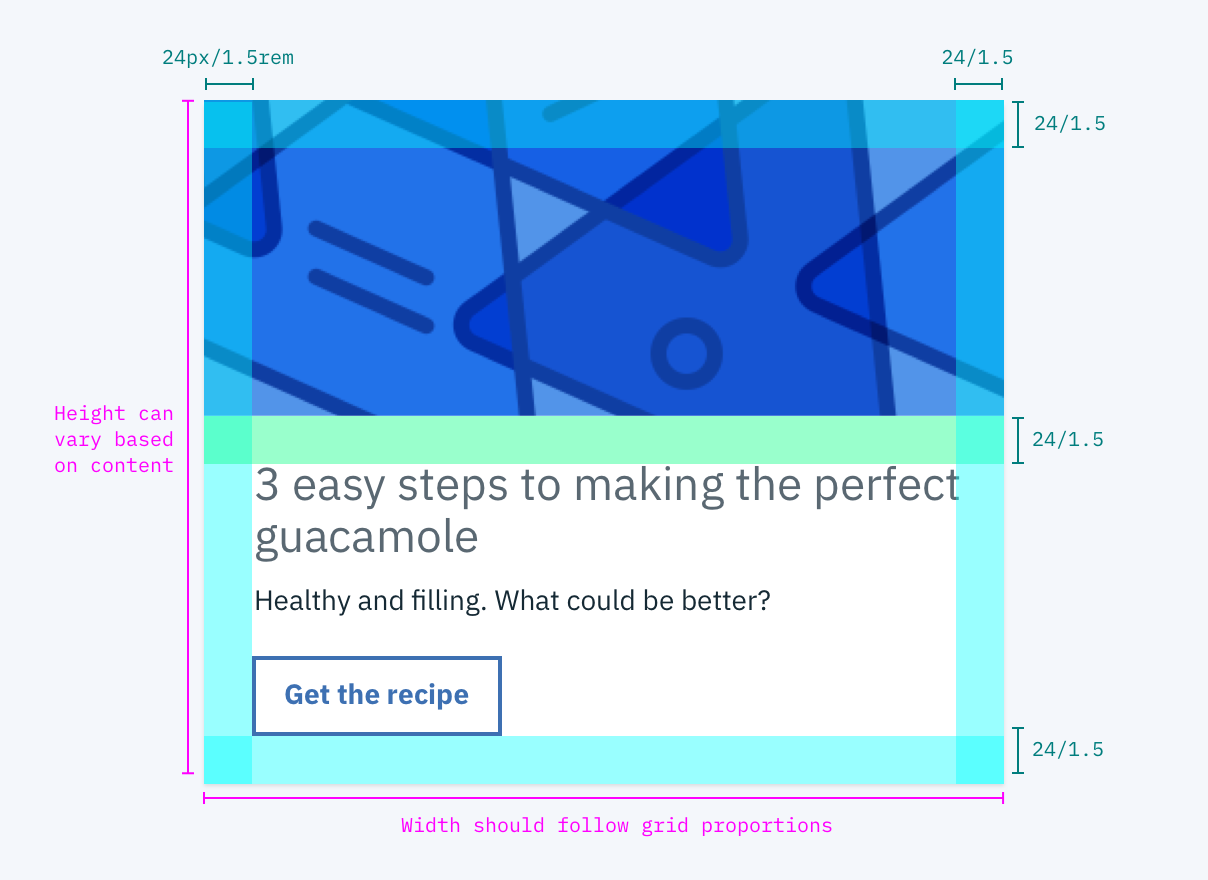 24px/1.5rem
24/1.5
24/1.5
Height can
vary based
on content
24/1.5
3 easy steps to making the perfect
guacamole
Healthy and filling. What could be better?
Get the recipe
24/1.5
Width should follow grid proportions